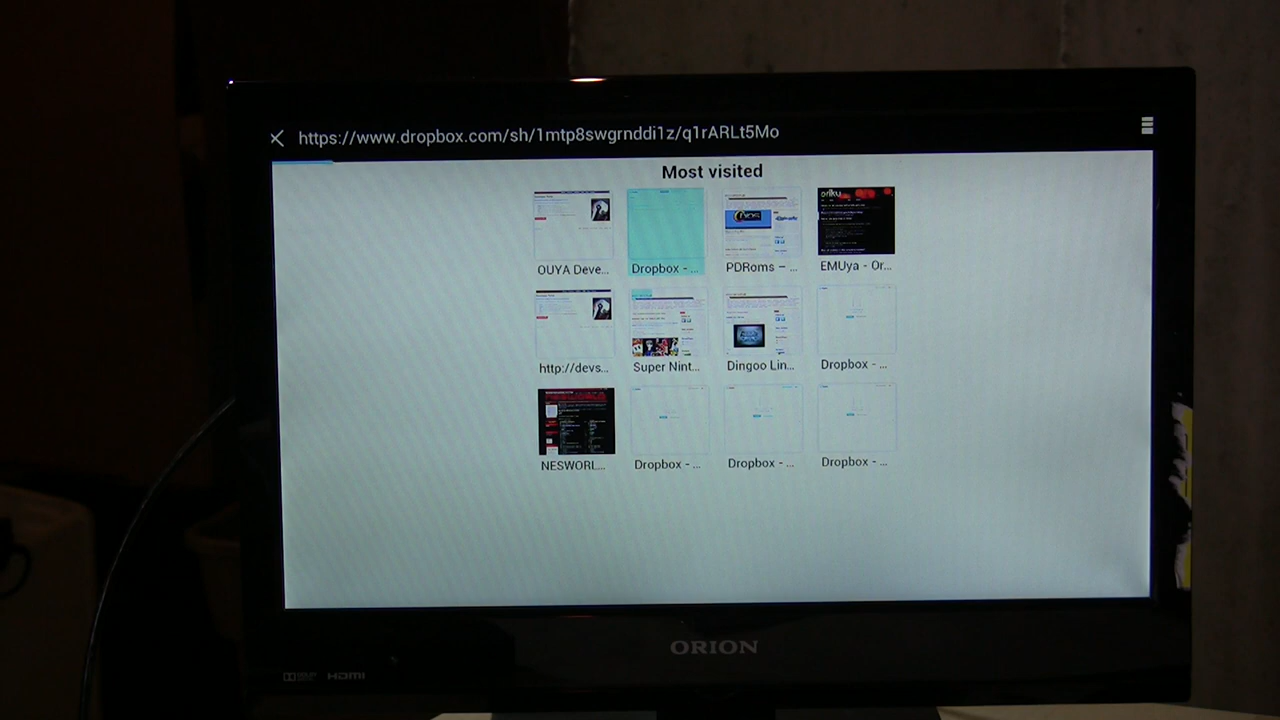 https://www.dropbox.com/sh/1mtp8swgrnddi1z/q1rARLt5Mo
Most visited
OUYA Deve... Dropbox - ... PDRoms – ... EMUya - Or...
http://devs... Super Nint... Dingoo Lin... Dropbox - ...
NESWORL... Dropbox - ... Dropbox - ... Dropbox - ...
ORION
HDMI